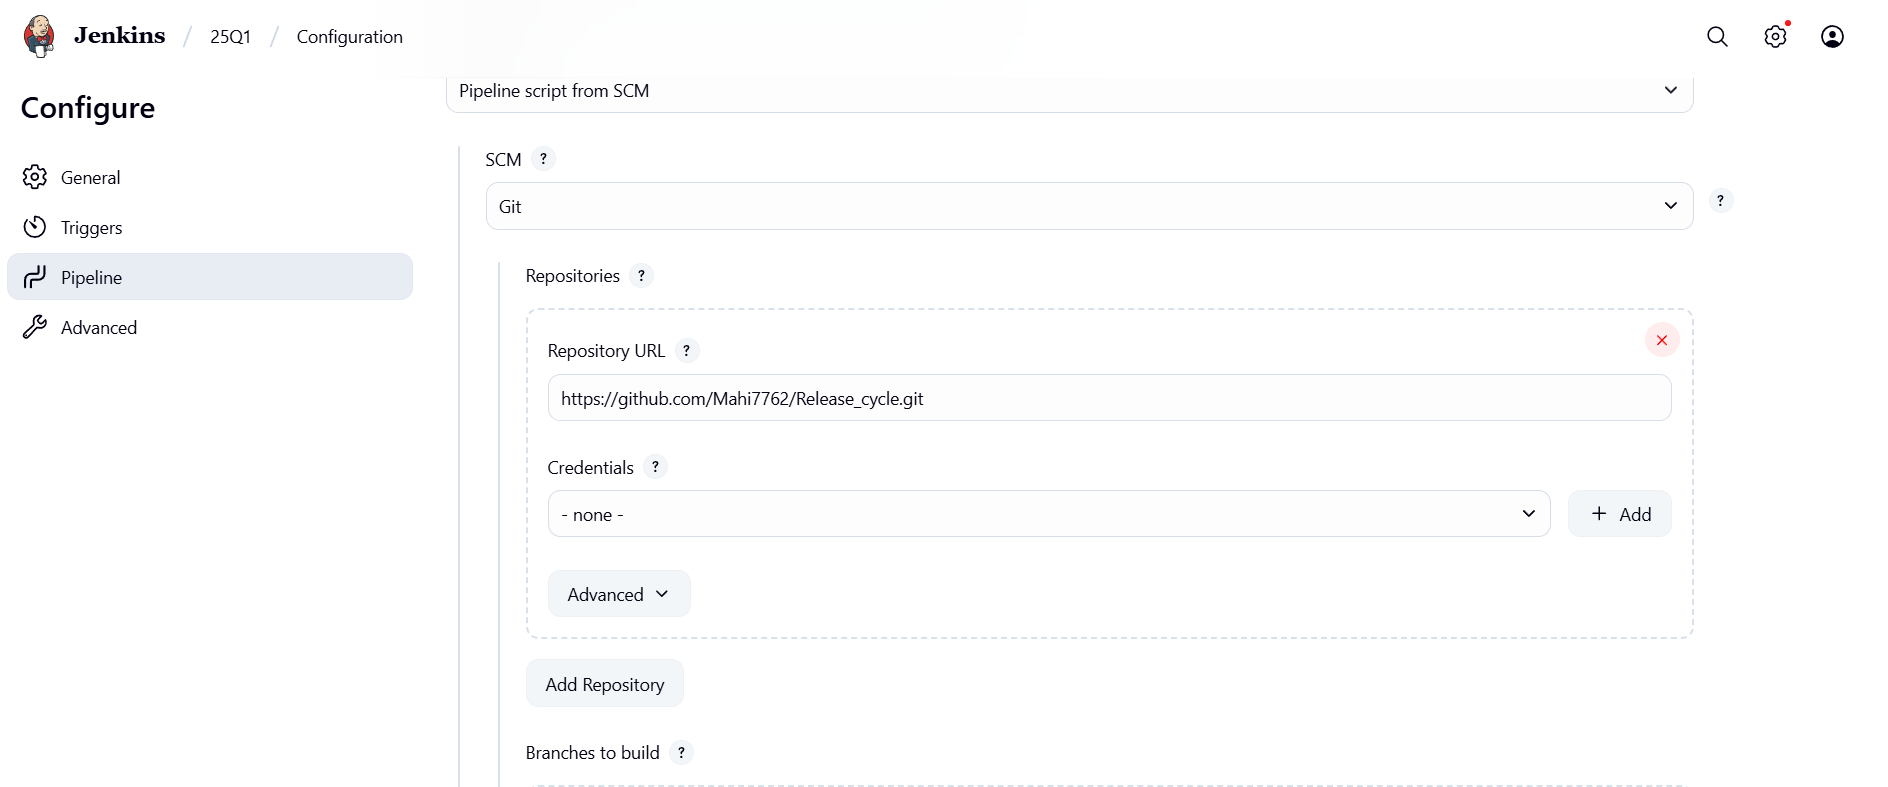 Jenkins / 25Q1 / Configuration
Configure
General
Triggers
Pipeline
Advanced
Pipeline script from SCM
SCM ?
Git
?
Repositories ?
Repository URL ?
https://github.com/Mahi7762/Release_cycle.git
Credentials ?
- none -
+ Add
Advanced
Add Repository
Branches to build ?